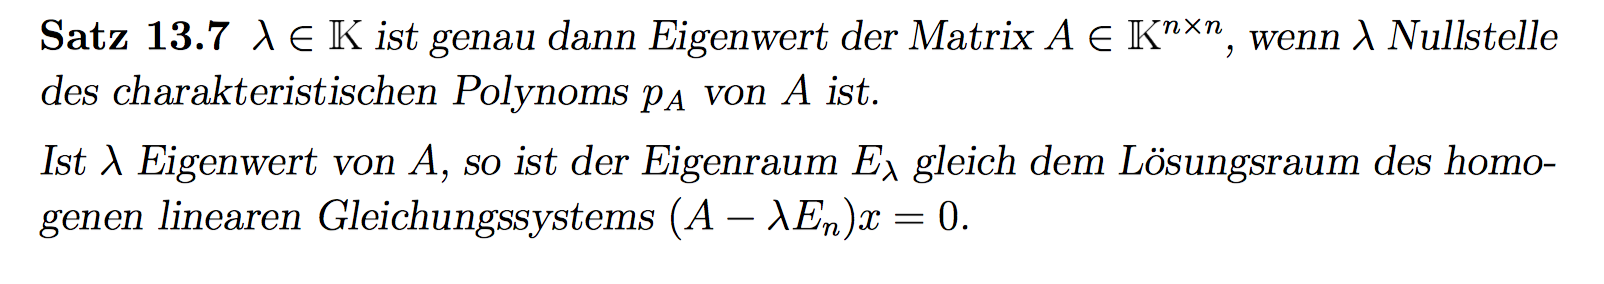 Satz 13.7 λ ∈ 𝕂 ist genau dann Eigenwert der Matrix A ∈ 𝕂ⁿˣⁿ, wenn λ Nullstelle
des charakteristischen Polynoms p_A von A ist.
Ist λ Eigenwert von A, so ist der Eigenraum E_λ gleich dem Lösungsraum des homo-
genen linearen Gleichungssystems (A − λE_n)x = 0.